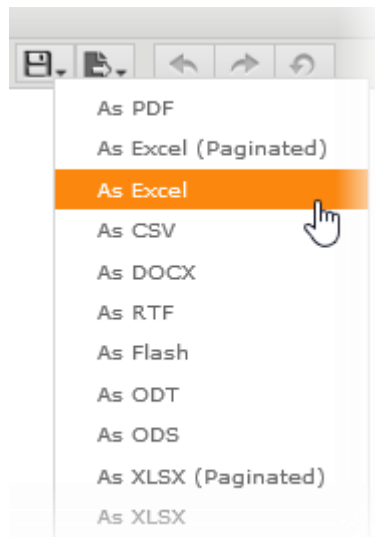 As PDF
As Excel (Paginated)
As Excel
As CSV
As DOCX
As RTF
As Flash
As ODT
As ODS
As XLSX (Paginated)
As XLSX